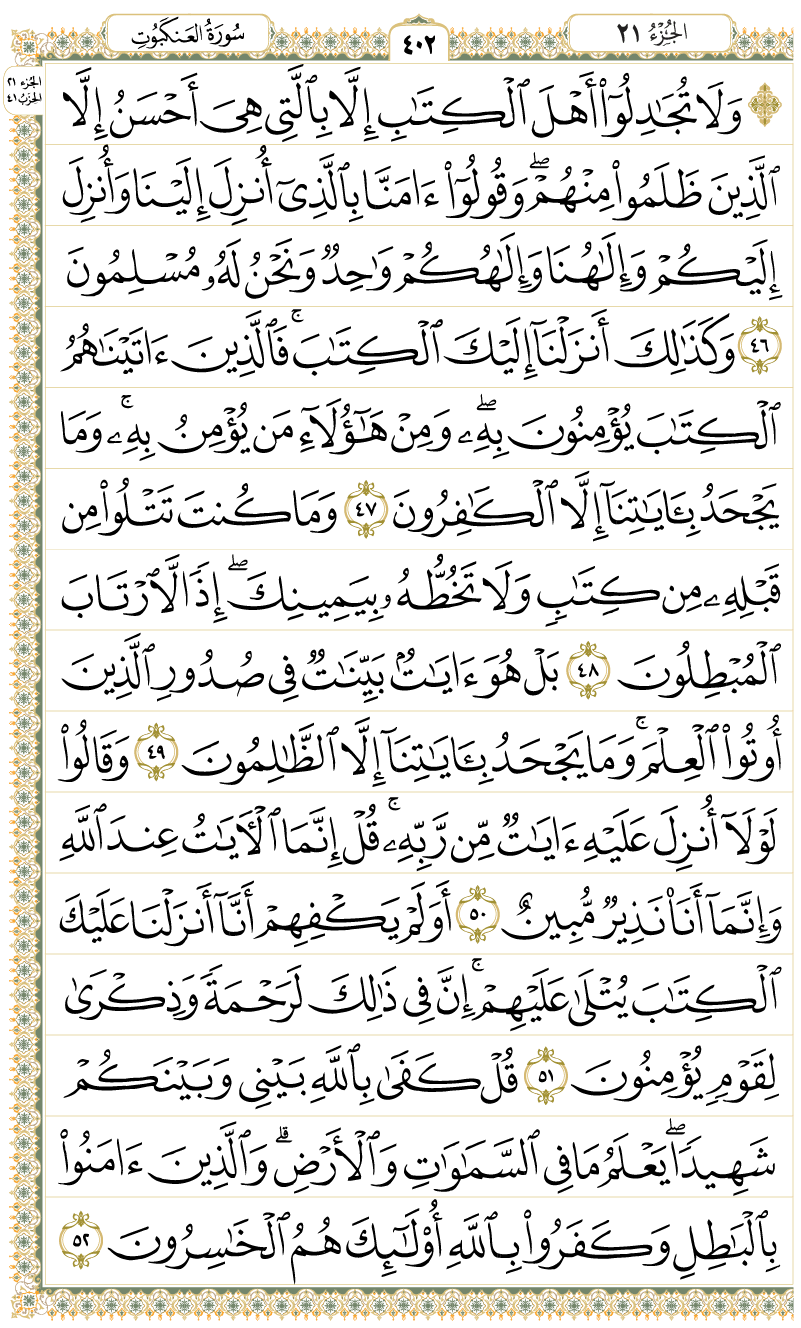 سُورَةُ العَنكَبُوتِ
٤٠٢
الجُزْءُ ٢١
الجزء ٢١
الحزب ٤١
وَلَا تُجَٰدِلُوٓا۟ أَهْلَ ٱلْكِتَٰبِ إِلَّا بِٱلَّتِى هِىَ أَحْسَنُ إِلَّا
ٱلَّذِينَ ظَلَمُوا۟ مِنْهُمْ ۖ وَقُولُوٓا۟ ءَامَنَّا بِٱلَّذِىٓ أُنزِلَ إِلَيْنَا وَأُنزِلَ
إِلَيْكُمْ وَإِلَٰهُنَا وَإِلَٰهُكُمْ وَٰحِدٌ وَنَحْنُ لَهُۥ مُسْلِمُونَ
٤٦ وَكَذَٰلِكَ أَنزَلْنَآ إِلَيْكَ ٱلْكِتَٰبَ ۚ فَٱلَّذِينَ ءَاتَيْنَٰهُمُ
ٱلْكِتَٰبَ يُؤْمِنُونَ بِهِۦ ۖ وَمِنْ هَٰٓؤُلَآءِ مَن يُؤْمِنُ بِهِۦ ۚ وَمَا
يَجْحَدُ بِـَٔايَٰتِنَآ إِلَّا ٱلْكَٰفِرُونَ ٤٧ وَمَا كُنتَ تَتْلُوا۟ مِن
قَبْلِهِۦ مِن كِتَٰبٍ وَلَا تَخُطُّهُۥ بِيَمِينِكَ ۖ إِذًا لَّٱرْتَابَ
ٱلْمُبْطِلُونَ ٤٨ بَلْ هُوَ ءَايَٰتٌۢ بَيِّنَٰتٌ فِى صُدُورِ ٱلَّذِينَ
أُوتُوا۟ ٱلْعِلْمَ ۚ وَمَا يَجْحَدُ بِـَٔايَٰتِنَآ إِلَّا ٱلظَّٰلِمُونَ ٤٩ وَقَالُوا۟
لَوْلَآ أُنزِلَ عَلَيْهِ ءَايَٰتٌ مِّن رَّبِّهِۦ ۚ قُلْ إِنَّمَا ٱلْـَٔايَٰتُ عِندَ ٱللَّهِ
وَإِنَّمَآ أَنَا۠ نَذِيرٌ مُّبِينٌ ٥٠ أَوَلَمْ يَكْفِهِمْ أَنَّآ أَنزَلْنَا عَلَيْكَ
ٱلْكِتَٰبَ يُتْلَىٰ عَلَيْهِمْ ۚ إِنَّ فِى ذَٰلِكَ لَرَحْمَةً وَذِكْرَىٰ
لِقَوْمٍ يُؤْمِنُونَ ٥١ قُلْ كَفَىٰ بِٱللَّهِ بَيْنِى وَبَيْنَكُمْ
شَهِيدًا ۖ يَعْلَمُ مَا فِى ٱلسَّمَٰوَٰتِ وَٱلْأَرْضِ ۗ وَٱلَّذِينَ ءَامَنُوا۟
بِٱلْبَٰطِلِ وَكَفَرُوا۟ بِٱللَّهِ أُو۟لَٰٓئِكَ هُمُ ٱلْخَٰسِرُونَ ٥٢